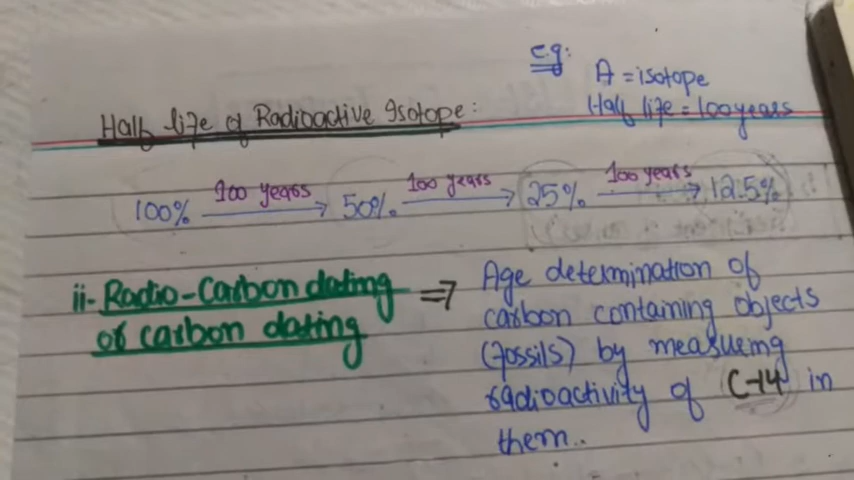 e.g:
A = isotope
Half life = 100 years
Half life of Radioactive Isotope:
100% 100 years → 50% 100 years → 25% 100 years → 12.5%
ii- Radio-Carbon dating ⇒
or carbon dating
Age determination of
carbon containing objects
(fossils) by measureing
radioactivity of C-14 in
them..